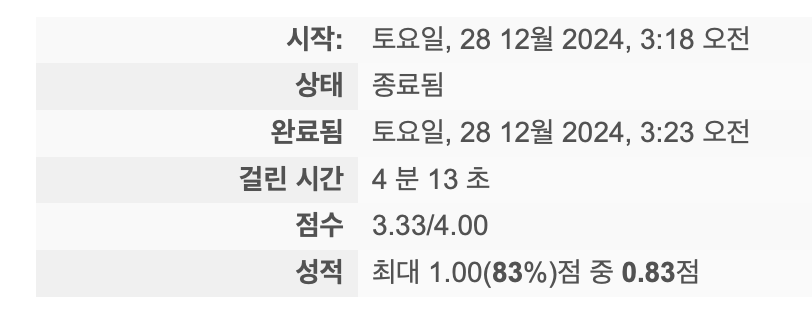 시작: 토요일, 28 12월 2024, 3:18 오전
상태 종료됨
완료됨 토요일, 28 12월 2024, 3:23 오전
걸린 시간 4 분 13 초
점수 3.33/4.00
성적 최대 1.00(83%)점 중 0.83점